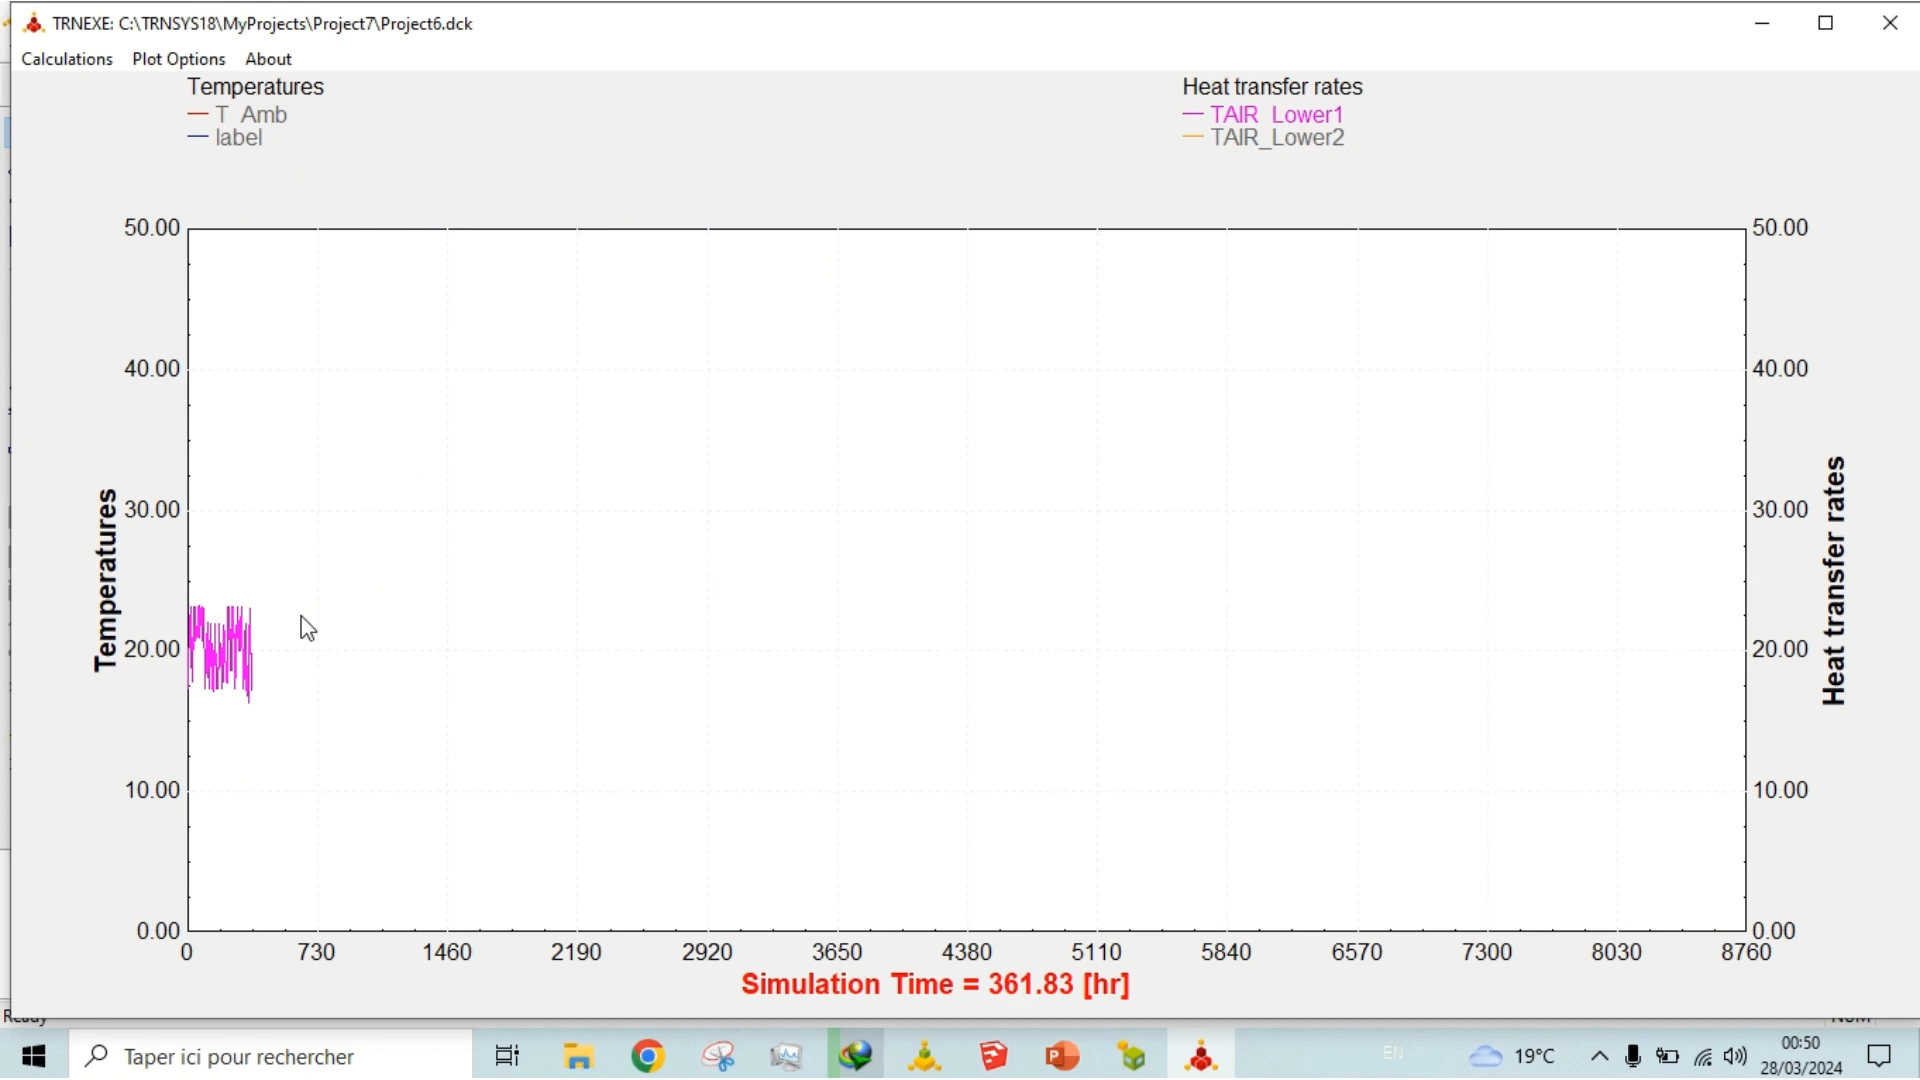 TRNEXE: C:\TRNSYS18\MyProjects\Project7\Project6.dck
Calculations Plot Options About
Temperatures
T_Amb
label
Heat transfer rates
TAIR_Lower1
TAIR_Lower2
50.00
40.00
30.00
20.00
10.00
0.00
Temperatures
50.00
40.00
30.00
20.00
10.00
0.00
Heat transfer rates
0 730 1460 2190 2920 3650 4380 5110 5840 6570 7300 8030 8760
Simulation Time = 361.83 [hr]
Ready
NUM
Taper ici pour rechercher
EN
19°C
00:50
28/03/2024